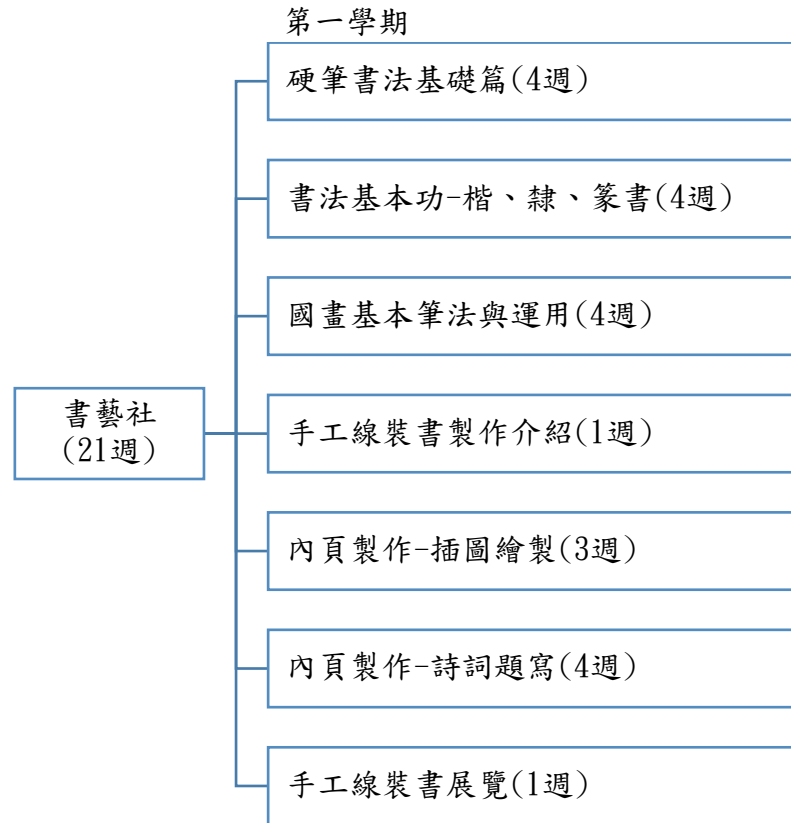 第一學期
硬筆書法基礎篇(4週)
書法基本功-楷、隸、篆書(4週)
國畫基本筆法與運用(4週)
書藝社
(21週)
手工線裝書製作介紹(1週)
內頁製作-插圖繪製(3週)
內頁製作-詩詞題寫(4週)
手工線裝書展覽(1週)